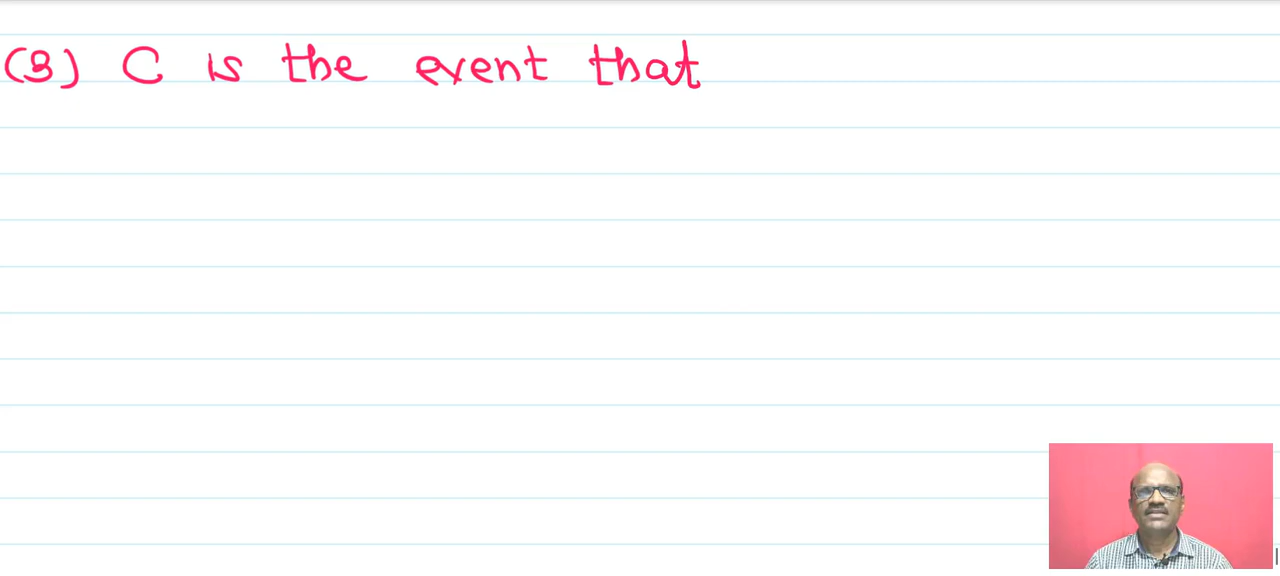 (3) C is the event that